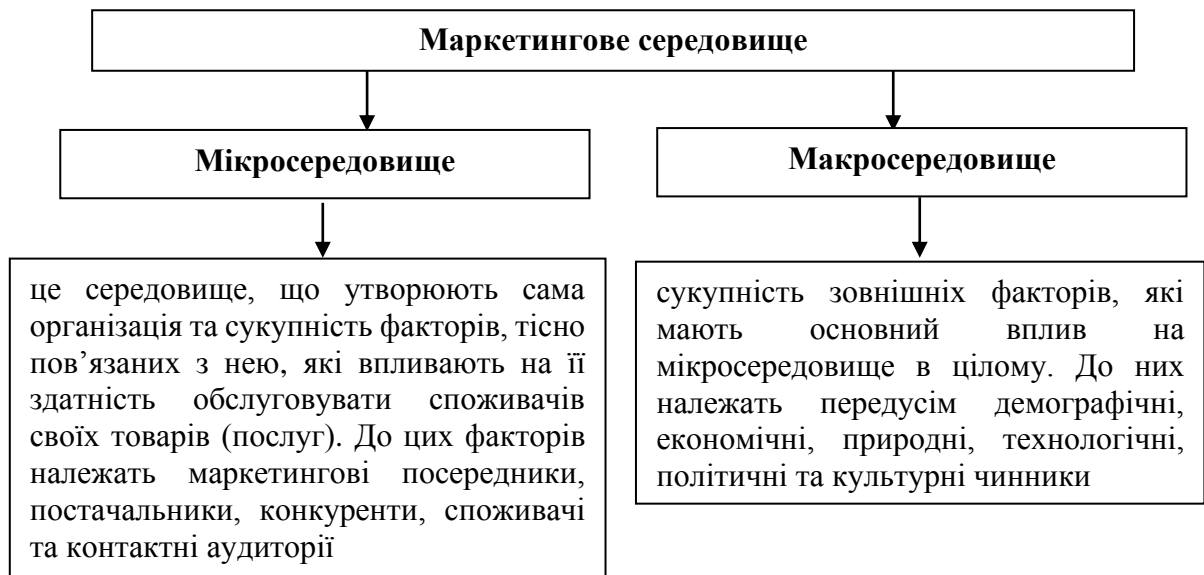 Маркетингове середовище
Мікросередовище
Макросередовище
це середовище, що утворюють сама
організація та сукупність факторів, тісно
пов’язаних з нею, які впливають на її
здатність обслуговувати споживачів
своїх товарів (послуг). До цих факторів
належать маркетингові посередники,
постачальники, конкуренти, споживачі
та контактні аудиторії
сукупність зовнішніх факторів, які
мають основний вплив на
мікросередовище в цілому. До них
належать передусім демографічні,
економічні, природні, технологічні,
політичні та культурні чинники